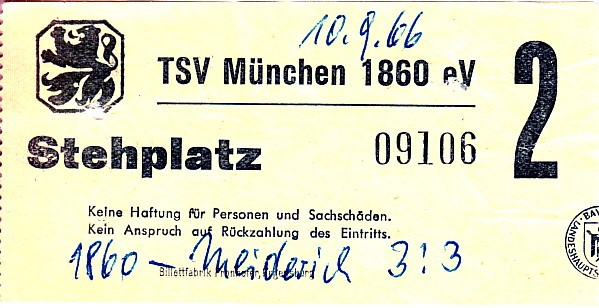 10.9.66
TSV München 1860 eV
2
Stehplatz
09106
Keine Haftung für Personen und Sachschäden.
Kein Anspruch auf Rückzahlung des Eintritts.
1860 – Meiderich 3:3
Billettfabrik